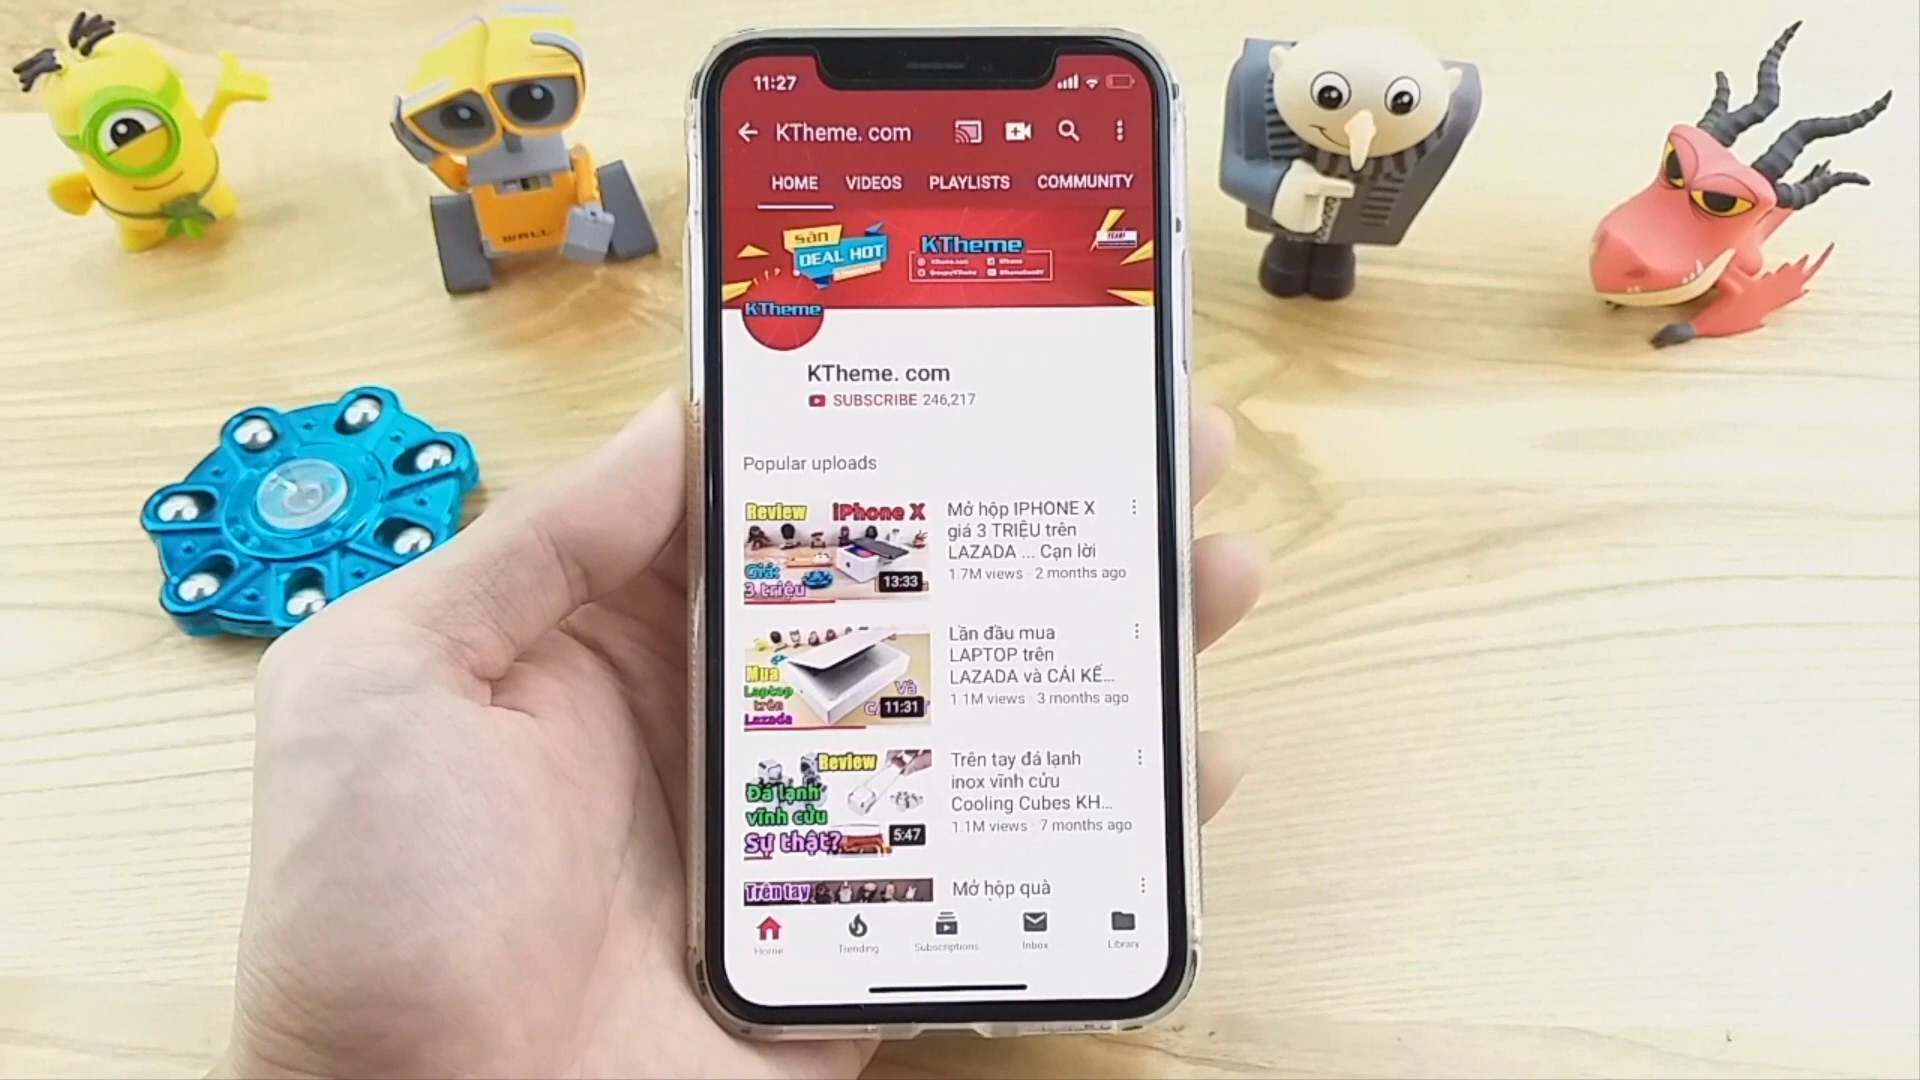 11:27
KTheme. com
HOME VIDEOS PLAYLISTS COMMUNITY
Săn
DEAL HOT
KTheme
KTheme
KTheme. com
SUBSCRIBE 246,217
Popular uploads
Review iPhone X
Giá:
3 triệu
13:33
Mở hộp IPHONE X
giá 3 TRIỆU trên
LAZADA ... Cạn lời
1.7M views · 2 months ago
Mua
Laptop
trên
Lazada
Và
11:31
Lần đầu mua
LAPTOP trên
LAZADA và CÁI KẾ...
1.1M views · 3 months ago
Review
Đá lạnh
vĩnh cửu
Sự thật?
5:47
Trên tay đá lạnh
inox vĩnh cửu
Cooling Cubes KH...
1.1M views · 7 months ago
Trên tay
Mở hộp quà
Home Trending Subscriptions Inbox Library
WALL